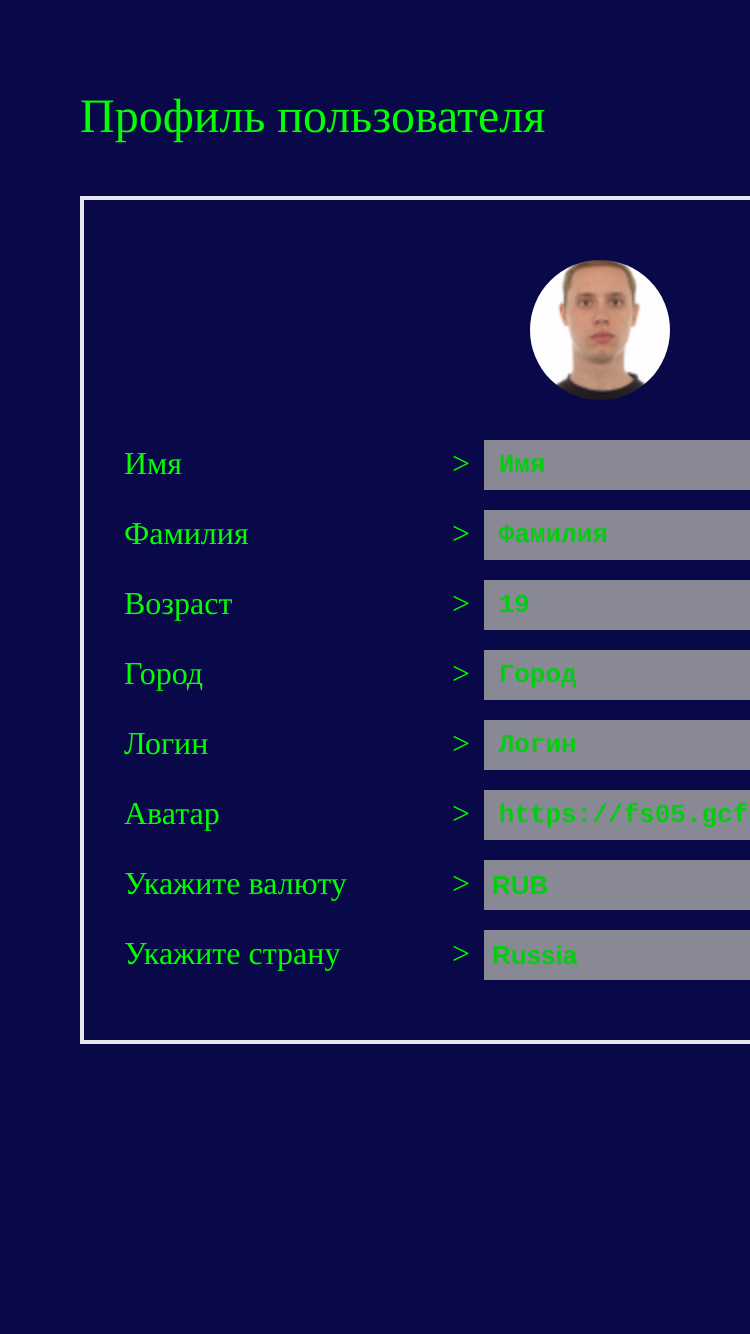 Профиль пользователя
Имя > Имя
Фамилия > Фамилия
Возраст > 19
Город > Город
Логин > Логин
Аватар > https://fs05.gcf
Укажите валюту > RUB
Укажите страну > Russia